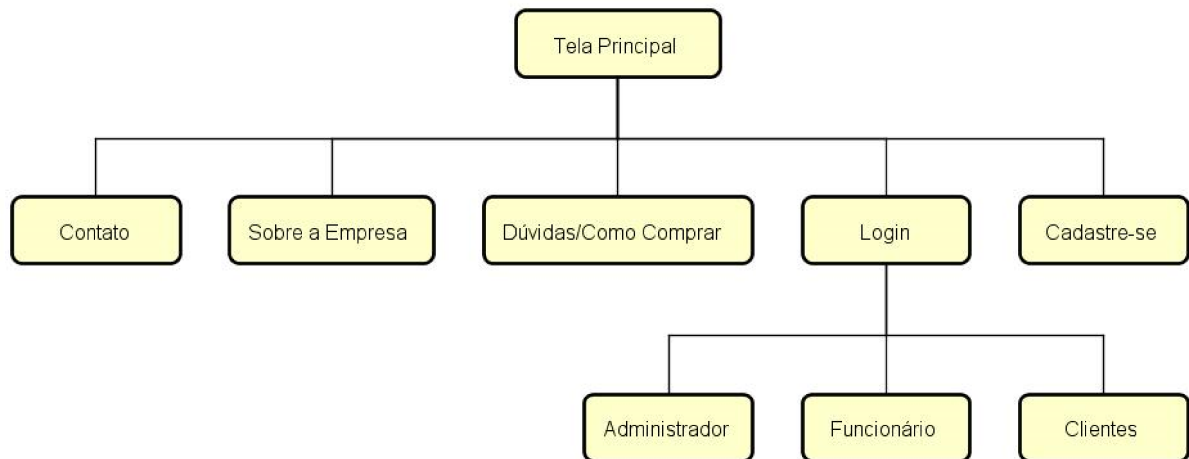 Tela Principal
Contato
Sobre a Empresa
Dúvidas/Como Comprar
Login
Cadastre-se
Administrador
Funcionário
Clientes